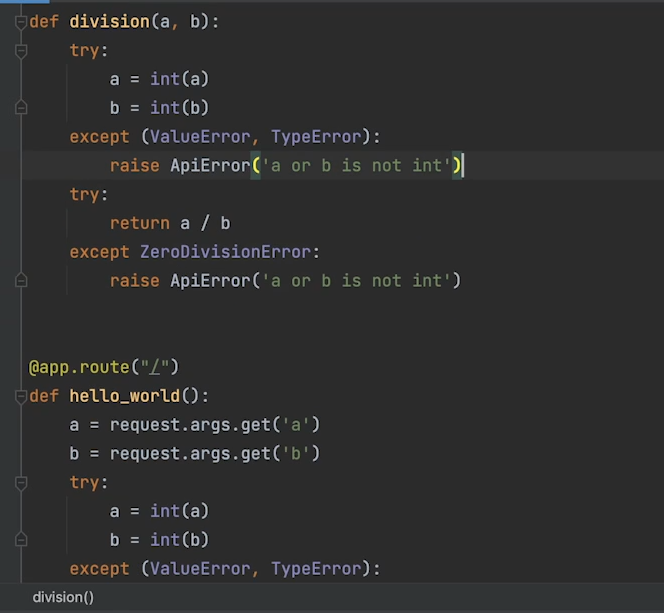 def division(a, b):
    try:
        a = int(a)
        b = int(b)
    except (ValueError, TypeError):
        raise ApiError('a or b is not int')
    try:
        return a / b
    except ZeroDivisionError:
        raise ApiError('a or b is not int')
@app.route("/")
def hello_world():
    a = request.args.get('a')
    b = request.args.get('b')
    try:
        a = int(a)
        b = int(b)
    except (ValueError, TypeError):
division()